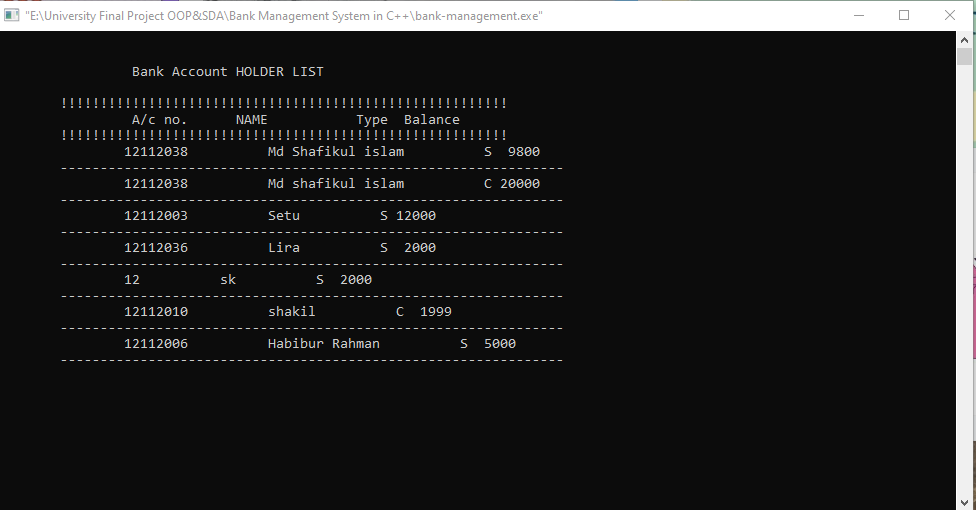 "E:\University Final Project OOP&SDA\Bank Management System in C++\bank-management.exe"
Bank Account HOLDER LIST
!!!!!!!!!!!!!!!!!!!!!!!!!!!!!!!!!!!!!!!!!!!!!!!!!!!!!!!!
A/c no. NAME Type Balance
!!!!!!!!!!!!!!!!!!!!!!!!!!!!!!!!!!!!!!!!!!!!!!!!!!!!!!!!
12112038 Md Shafikul islam S 9800
---------------------------------------------------------------
12112038 Md shafikul islam C 20000
---------------------------------------------------------------
12112003 Setu S 12000
---------------------------------------------------------------
12112036 Lira S 2000
---------------------------------------------------------------
12 sk S 2000
---------------------------------------------------------------
12112010 shakil C 1999
---------------------------------------------------------------
12112006 Habibur Rahman S 5000
---------------------------------------------------------------